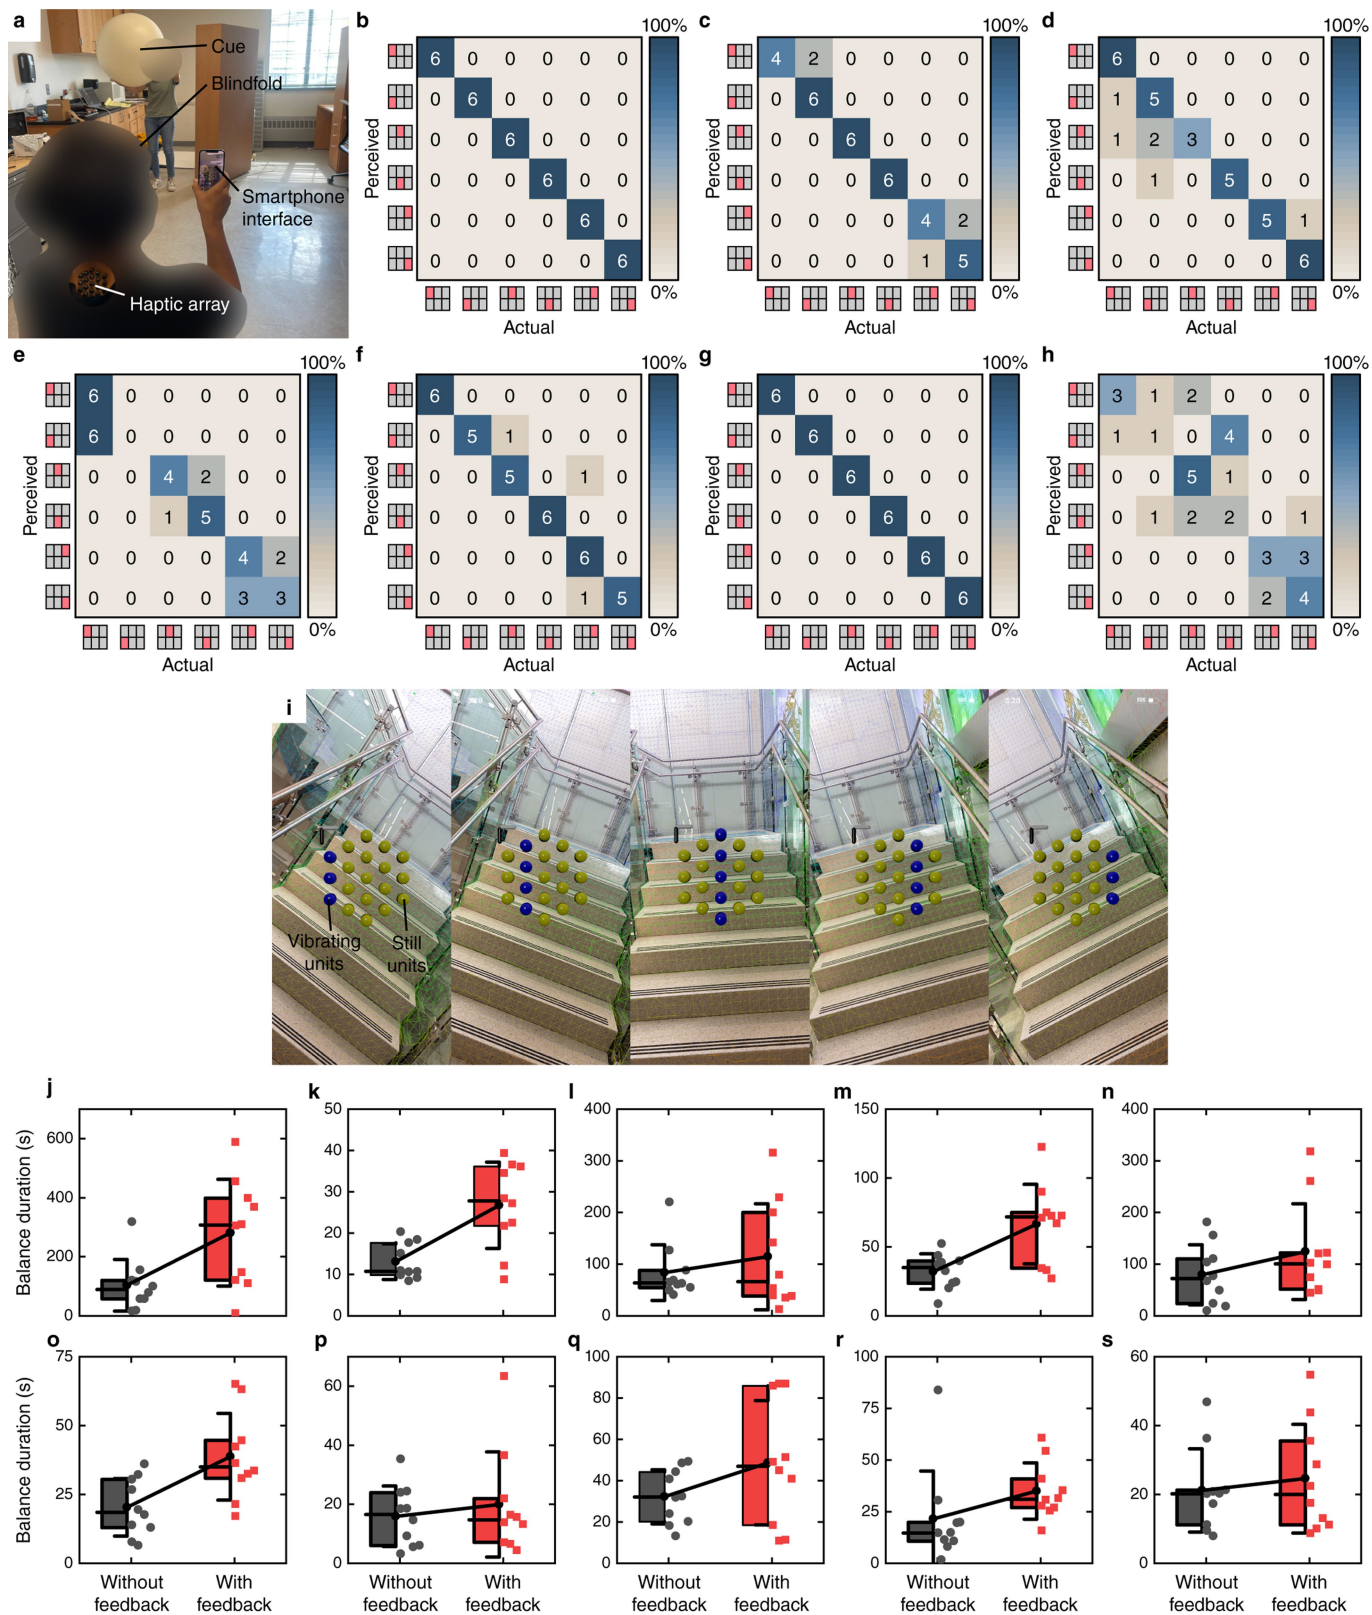 a
Cue
Blindfold
Smartphone
interface
Haptic array
b
100%
Perceived
6 0 0 0 0 0
0 6 0 0 0 0
0 0 6 0 0 0
0 0 0 6 0 0
0 0 0 0 6 0
0 0 0 0 0 6
0%
Actual
c
100%
Perceived
4 2 0 0 0 0
0 6 0 0 0 0
0 0 6 0 0 0
0 0 0 6 0 0
0 0 0 0 4 2
0 0 0 0 1 5
0%
Actual
d
100%
Perceived
6 0 0 0 0 0
1 5 0 0 0 0
1 2 3 0 0 0
0 1 0 5 0 0
0 0 0 0 5 1
0 0 0 0 0 6
0%
Actual
e
100%
Perceived
6 0 0 0 0 0
6 0 0 0 0 0
0 0 4 2 0 0
0 0 1 5 0 0
0 0 0 0 4 2
0 0 0 0 3 3
0%
Actual
f
100%
Perceived
6 0 0 0 0 0
0 5 1 0 0 0
0 0 5 0 1 0
0 0 0 6 0 0
0 0 0 0 6 0
0 0 0 0 1 5
0%
Actual
g
100%
Perceived
6 0 0 0 0 0
0 6 0 0 0 0
0 0 6 0 0 0
0 0 0 6 0 0
0 0 0 0 6 0
0 0 0 0 0 6
0%
Actual
h
100%
Perceived
3 1 2 0 0 0
1 1 0 4 0 0
0 0 5 1 0 0
0 1 2 2 0 1
0 0 0 0 3 3
0 0 0 0 2 4
0%
Actual
i
Vibrating
units
Still
units
j
Balance duration (s)
600
400
200
0
k
50
40
30
20
10
0
l
400
300
200
100
0
m
150
100
50
0
n
400
300
200
100
0
o
Balance duration (s)
75
50
25
0
Without
feedback
With
feedback
p
60
40
20
0
Without
feedback
With
feedback
q
100
80
60
40
20
0
Without
feedback
With
feedback
r
100
75
50
25
0
Without
feedback
With
feedback
s
60
40
20
0
Without
feedback
With
feedback